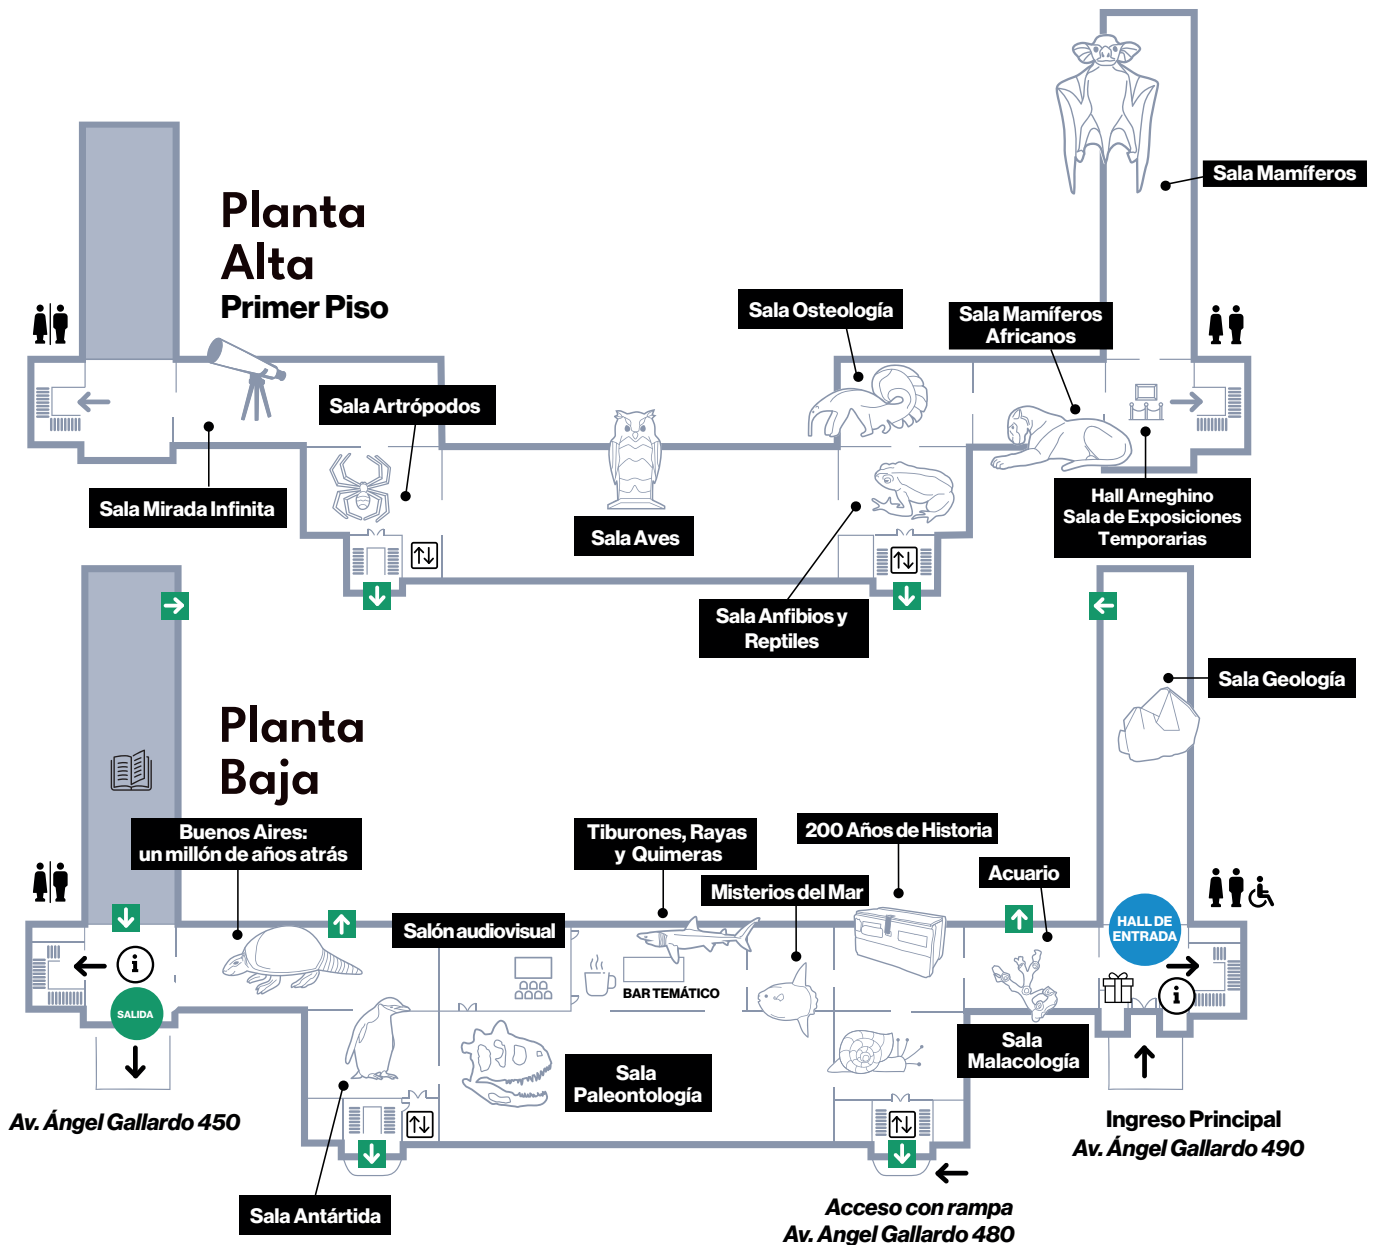 Sala Mamíferos
Planta
Alta
Primer Piso
Sala Osteología
Sala Mamíferos
Africanos
Sala Artrópodos
Sala Mirada Infinita
Sala Aves
Hall Ameghino
Sala de Exposiciones
Temporarias
Sala Anfibios y
Reptiles
Sala Geología
Planta
Baja
Buenos Aires:
un millón de años atrás
Tiburones, Rayas
y Quimeras
200 Años de Historia
Misterios del Mar
Acuario
Salón audiovisual
HALL DE
ENTRADA
i
BAR TEMÁTICO
i
SALIDA
Sala
Malacología
Sala
Paleontología
Av. Ángel Gallardo 450
Ingreso Principal
Av. Ángel Gallardo 490
Sala Antártida
Acceso con rampa
Av. Angel Gallardo 480